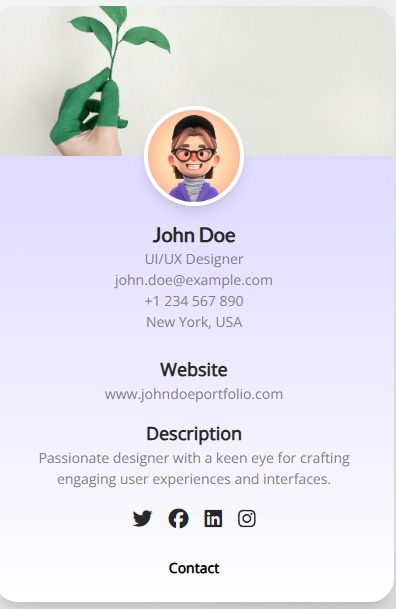 John Doe
UI/UX Designer
john.doe@example.com
+1 234 567 890
New York, USA
Website
www.johndoeportfolio.com
Description
Passionate designer with a keen eye for crafting
engaging user experiences and interfaces.
Contact